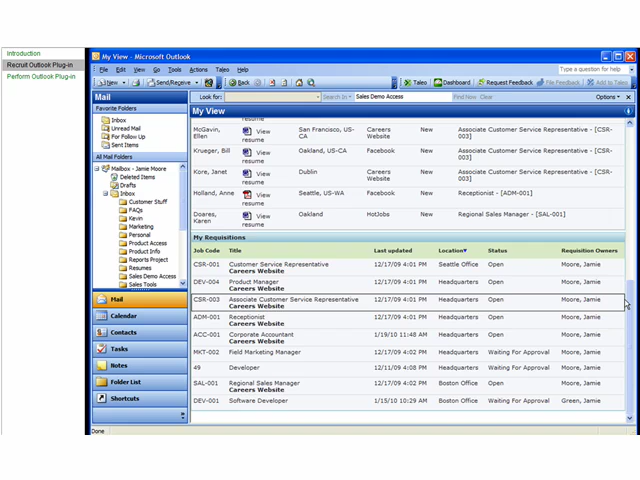 Introduction
Recruit Outlook Plug-in
Perform Outlook Plug-in
My View - Microsoft Outlook
File Edit View Go Tools Actions Taleo Help
Type a question for help
New Send/Receive Back Taleo Dashboard Request Feedback File Feedback Add to Taleo
Mail
Look for: Search In Sales Demo Access Find Now Clear Options
Favorite Folders
Inbox
Unread Mail
For Follow Up
Sent Items
All Mail Folders
Mailbox - Jamie Moore
Deleted Items
Drafts
Inbox
Customer Stuff
FAQs
Kevin
Marketing
Personal
Product Access
Product Info
Reports Project
Resumes
Sales Demo Access
Sales Tools
Mail
Calendar
Contacts
Tasks
Notes
Folder List
Shortcuts
My View
resume
McGavin, Ellen View resume San Francisco, US-CA Careers Website New Associate Customer Service Representative - [CSR-003]
Krueger, Bill View resume Oakland, CA-US Facebook New Associate Customer Service Representative - [CSR-003]
Kore, Janet View resume Dublin Careers Website New Associate Customer Service Representative - [CSR-003]
Holland, Anne View resume Seattle, US-WA Facebook New Receptionist - [ADM-001]
Doares, Karen View resume Oakland HotJobs New Regional Sales Manager - [SAL-001]
My Requisitions
Job Code Title Last updated Location Status Requisition Owners
CSR-001 Customer Service Representative 12/17/09 4:01 PM Seattle Office Open Moore, Jamie
Careers Website
DEV-004 Product Manager 12/17/09 4:01 PM Headquarters Open Moore, Jamie
Careers Website
CSR-003 Associate Customer Service Representative 12/17/09 4:01 PM Headquarters Open Moore, Jamie
Careers Website
ADM-001 Receptionist 12/17/09 4:01 PM Headquarters Open Moore, Jamie
Careers Website
ACC-001 Corporate Accountant 1/19/10 11:48 AM Headquarters Open Moore, Jamie
Careers Website
MKT-002 Field Marketing Manager 12/17/09 4:02 PM Headquarters Waiting For Approval Moore, Jamie
49 Developer 12/11/09 4:08 PM Headquarters Waiting For Approval Moore, Jamie
SAL-001 Regional Sales Manager 12/17/09 4:02 PM Boston Office Open Moore, Jamie
Careers Website
DEV-001 Software Developer 1/15/10 10:29 AM Boston Office Waiting For Approval Green, Jamie
Done